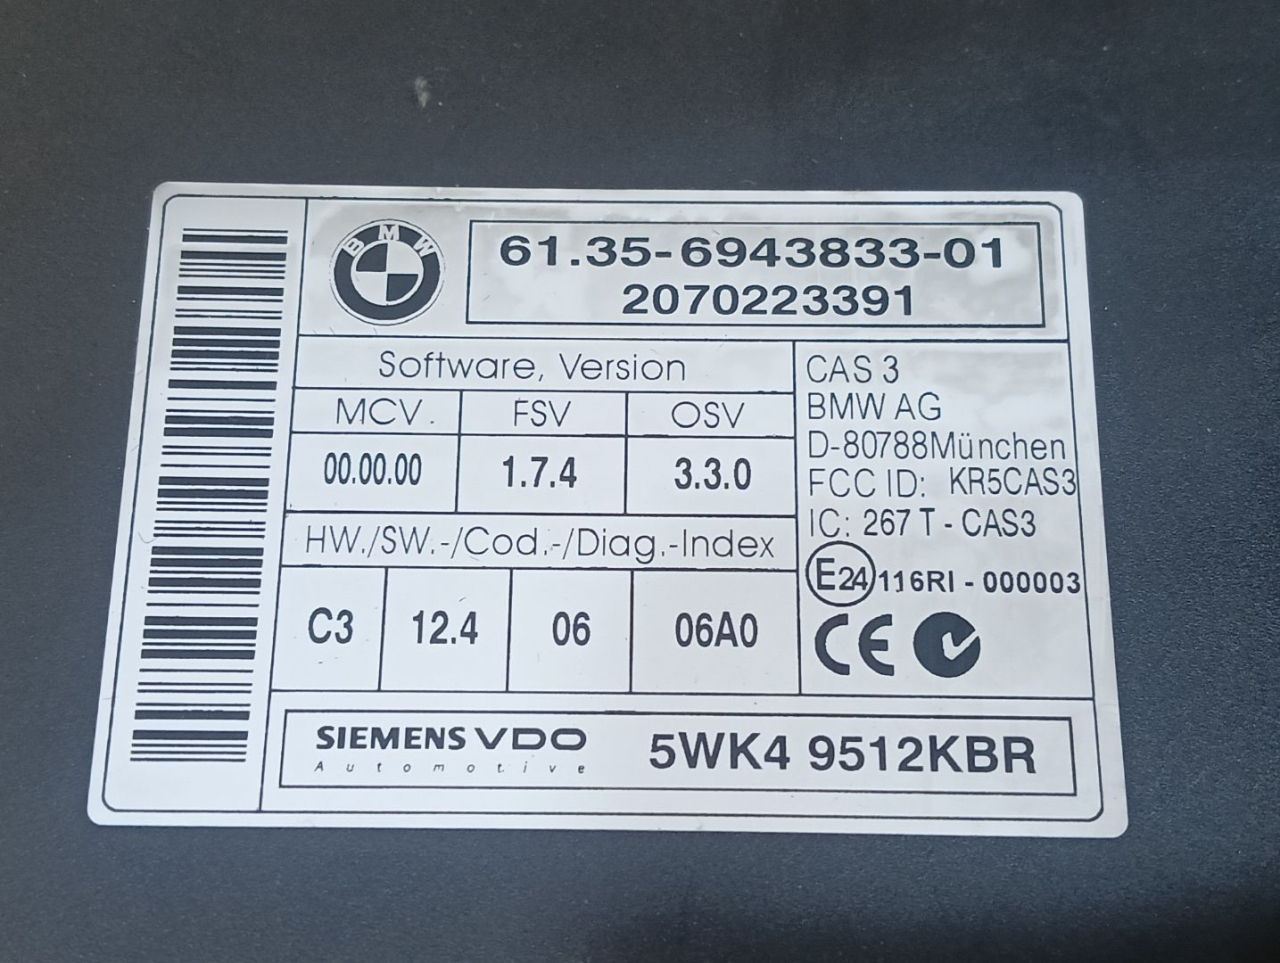 BMW
61.35-6943833-01
2070223391
Software, Version
MCV. FSV OSV
00.00.00 1.7.4 3.3.0
HW./SW.-/Cod.-/Diag.-Index
C3 12.4 06 06A0
CAS 3
BMW AG
D-80788München
FCC ID: KR5CAS3
IC: 267 T - CAS3
E24 116RI - 000003
CE
SIEMENS VDO
Automotive
5WK4 9512KBR